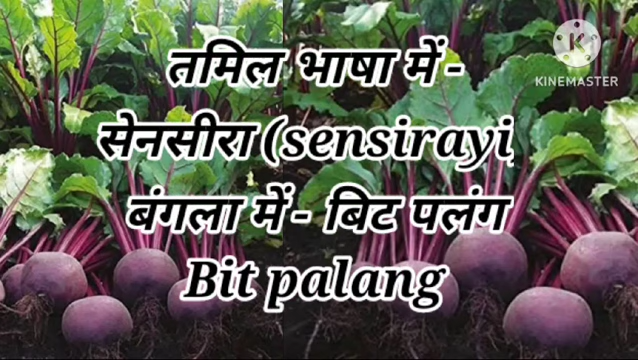 KINEMASTER
तमिल भाषा में -
सेनसीरा (sensirayi
बंगला में - बिट पलंग
Bit palang